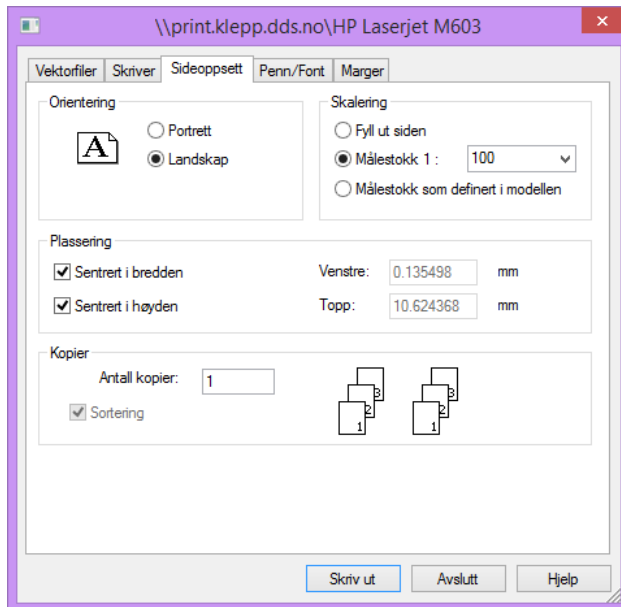 \\print.klepp.dds.no\HP Laserjet M603
Vektorfiler Skriver Sideoppsett Penn/Font Marger
Orientering
A
Portrett
Landskap
Skalering
Fyll ut siden
Målestokk 1 : 100
Målestokk som definert i modellen
Plassering
Sentrert i bredden
Venstre: 0.135498 mm
Sentrert i høyden
Topp: 10.624368 mm
Kopier
Antall kopier: 1
Sortering
3 3
2 2
1 1
Skriv ut Avslutt Hjelp